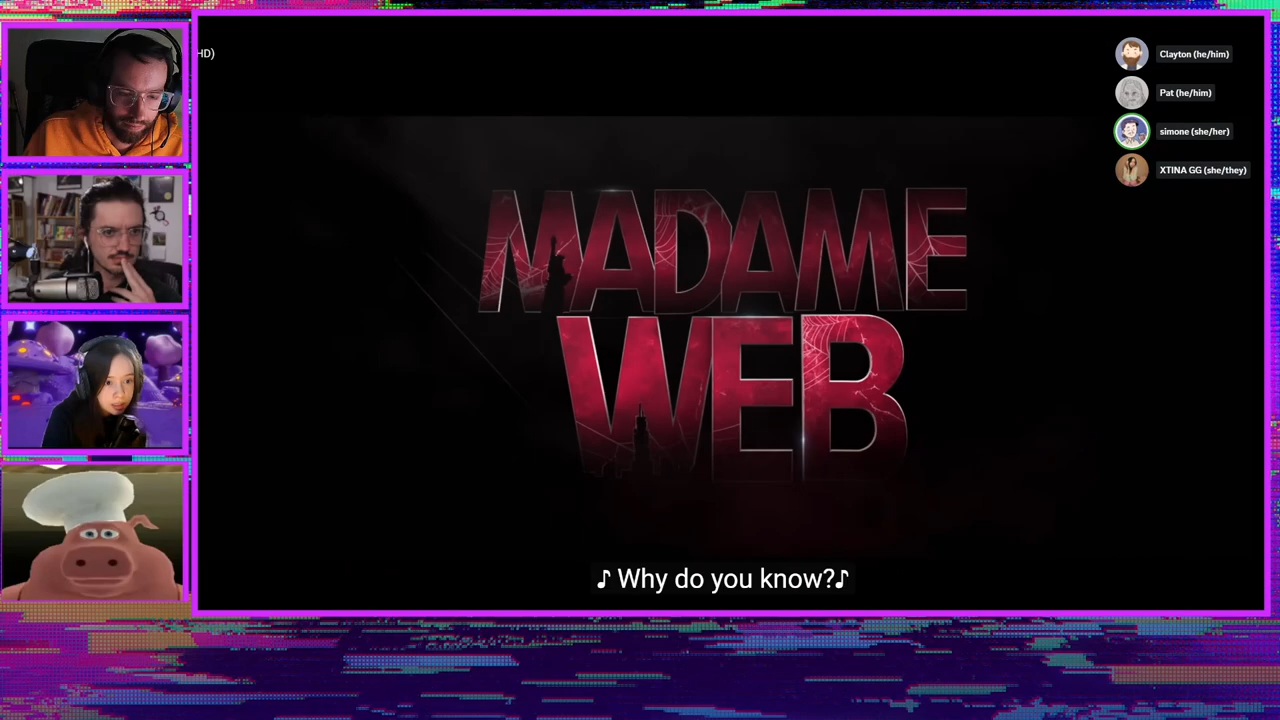 HD)
Clayton (he/him)
Pat (he/him)
simone (she/her)
XTINA GG (she/they)
MADAME
WEB
♪ Why do you know?♪